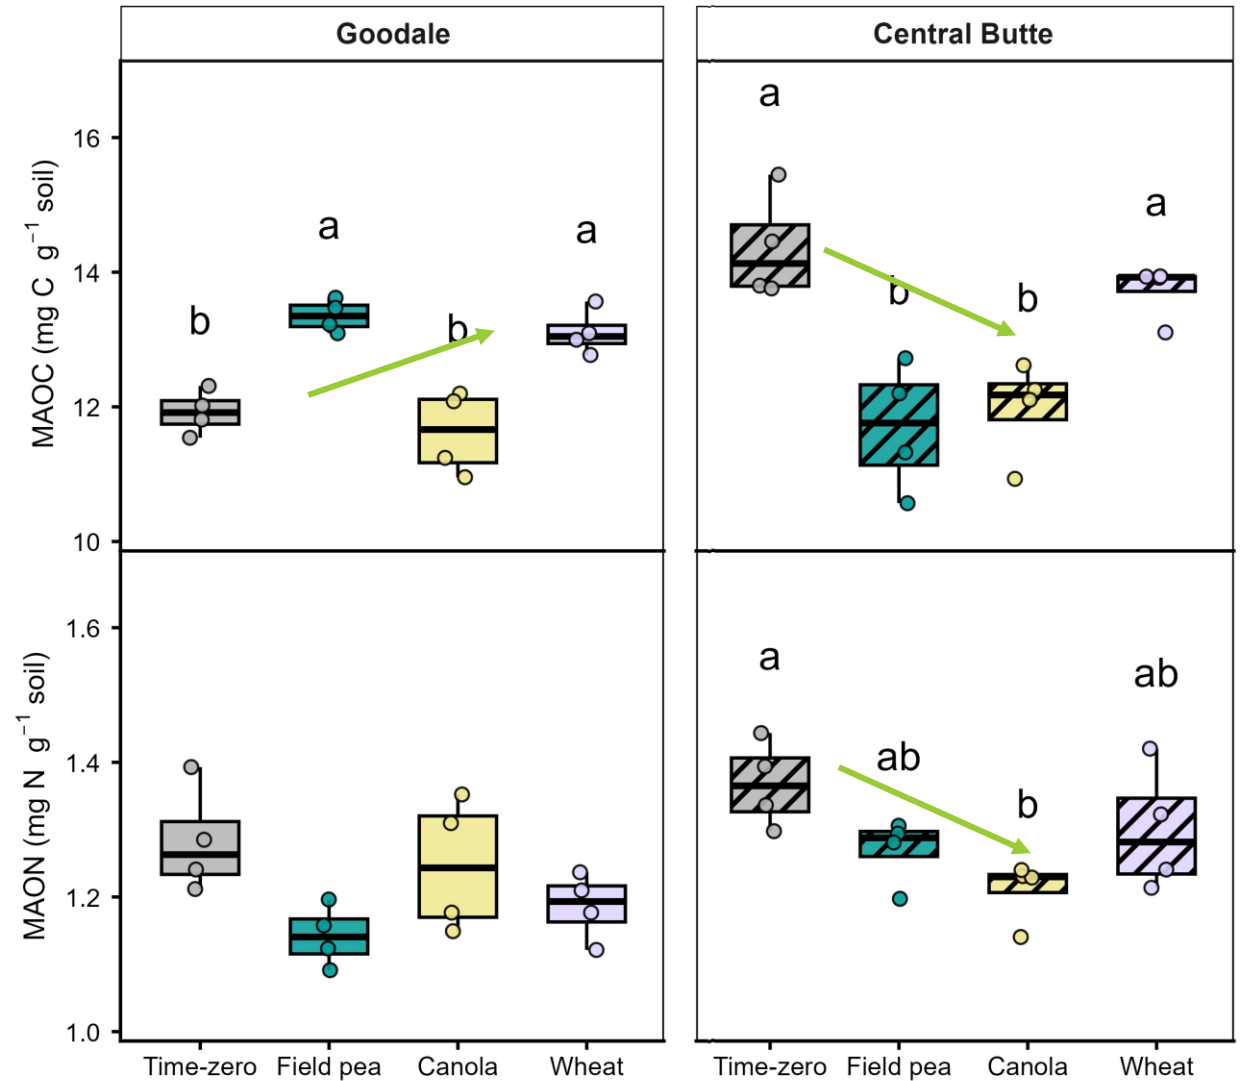 Goodale
Central Butte
MAOC (mg C g⁻¹ soil)
16
14
12
10
b
a
b
a
a
b
b
a
MAON (mg N g⁻¹ soil)
1.6
1.4
1.2
1.0
a
ab
b
ab
Time-zero Field pea Canola Wheat
Time-zero Field pea Canola Wheat